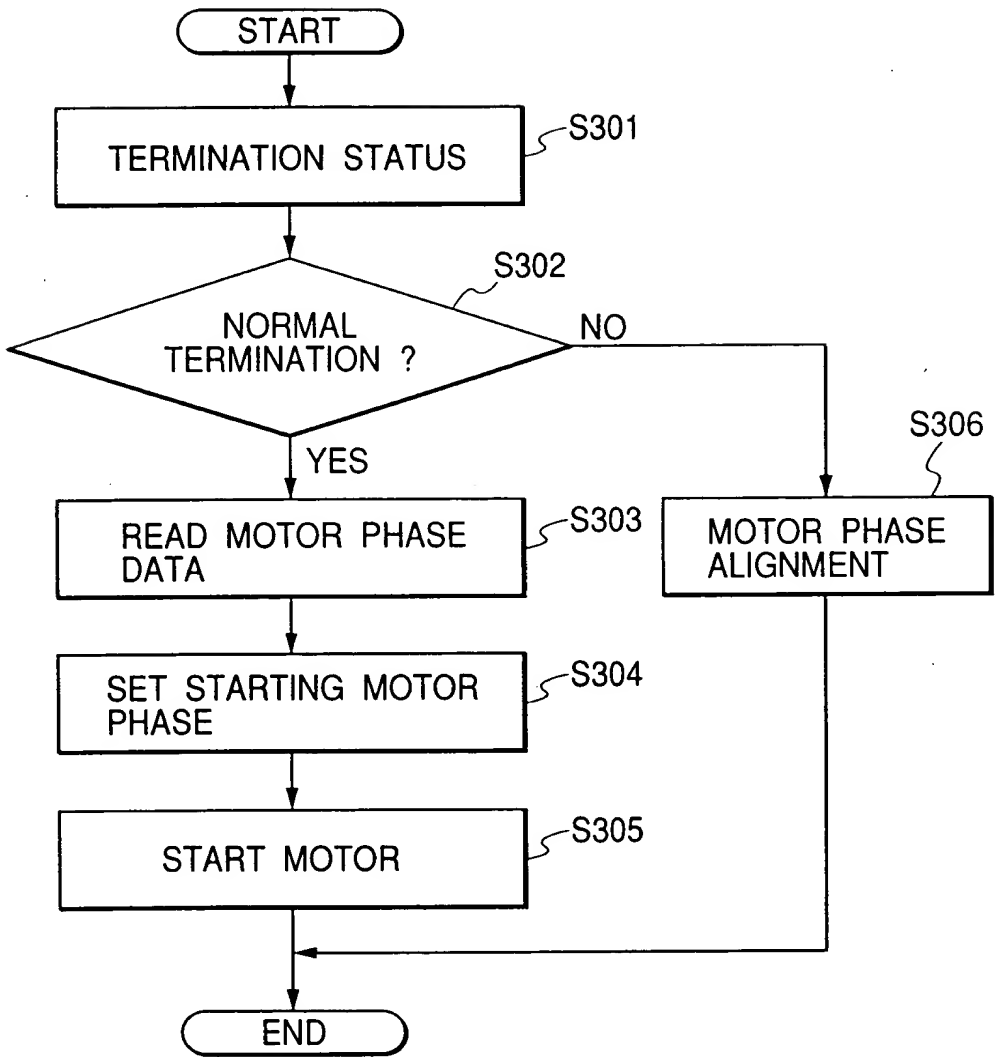 START
TERMINATION STATUS
S301
NORMAL
TERMINATION ?
S302
NO
YES
READ MOTOR PHASE
DATA
S303
MOTOR PHASE
ALIGNMENT
S306
SET STARTING MOTOR
PHASE
S304
START MOTOR
S305
END